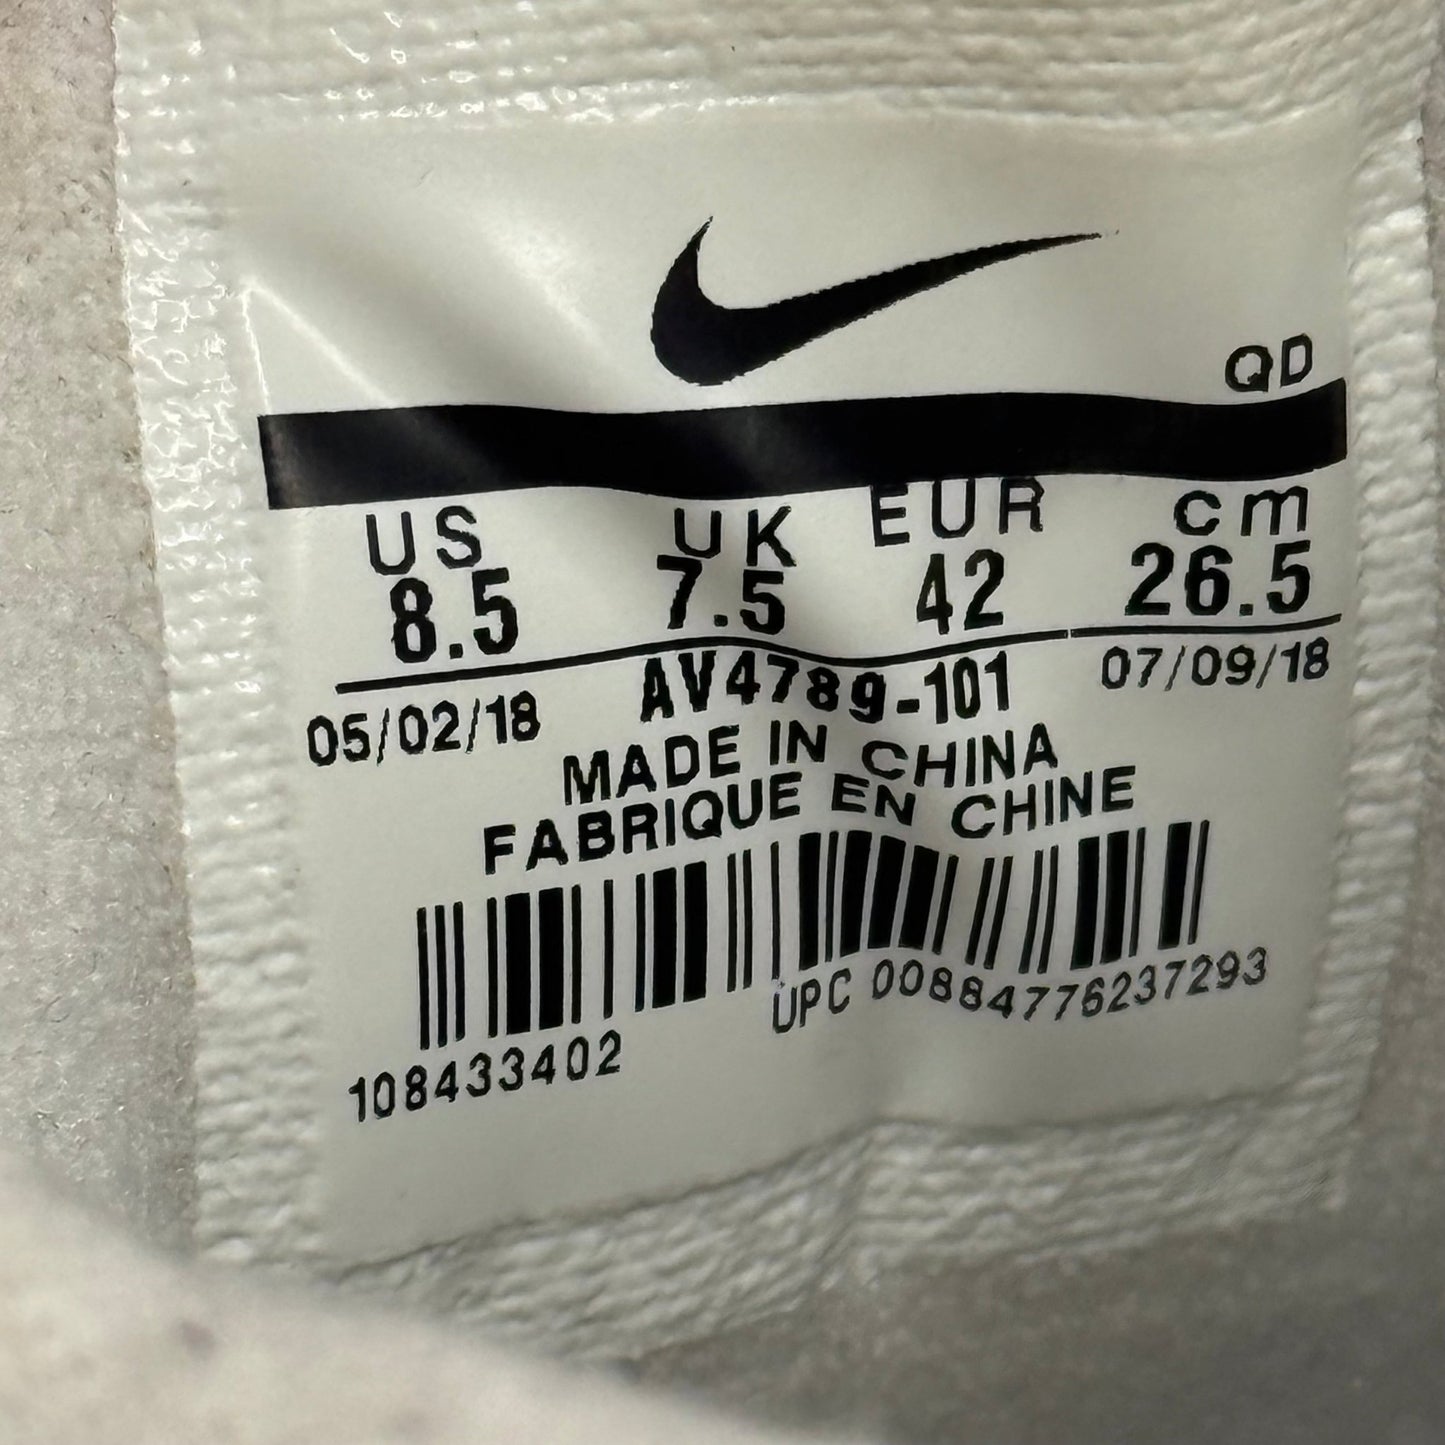 QD
US UK EUR cm
8.5 7.5 42 26.5
05/02/18 AV4789-101 07/09/18
MADE IN CHINA
FABRIQUE EN CHINE
108433402 UPC 00884776237293